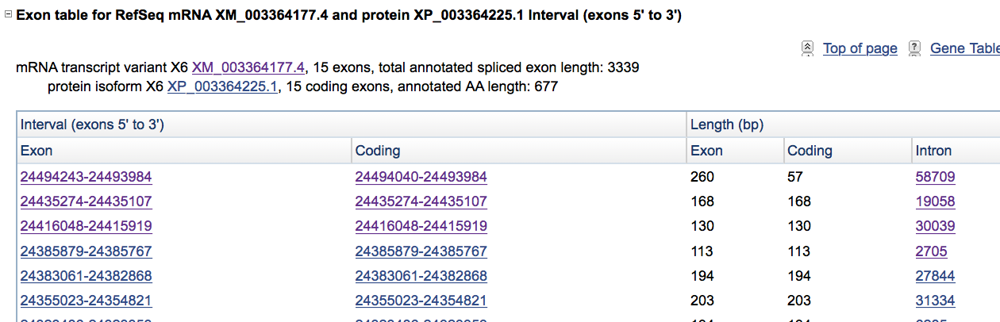 Exon table for RefSeq mRNA XM_003364177.4 and protein XP_003364225.1 Interval (exons 5' to 3')
Top of page Gene Table
mRNA transcript variant X6 XM_003364177.4, 15 exons, total annotated spliced exon length: 3339
protein isoform X6 XP_003364225.1, 15 coding exons, annotated AA length: 677
Interval (exons 5' to 3') Length (bp)
Exon Coding Exon Coding Intron
24494243-24493984 24494040-24493984 260 57 58709
24435274-24435107 24435274-24435107 168 168 19058
24416048-24415919 24416048-24415919 130 130 30039
24385879-24385767 24385879-24385767 113 113 2705
24383061-24382868 24383061-24382868 194 194 27844
24355023-24354821 24355023-24354821 203 203 31334